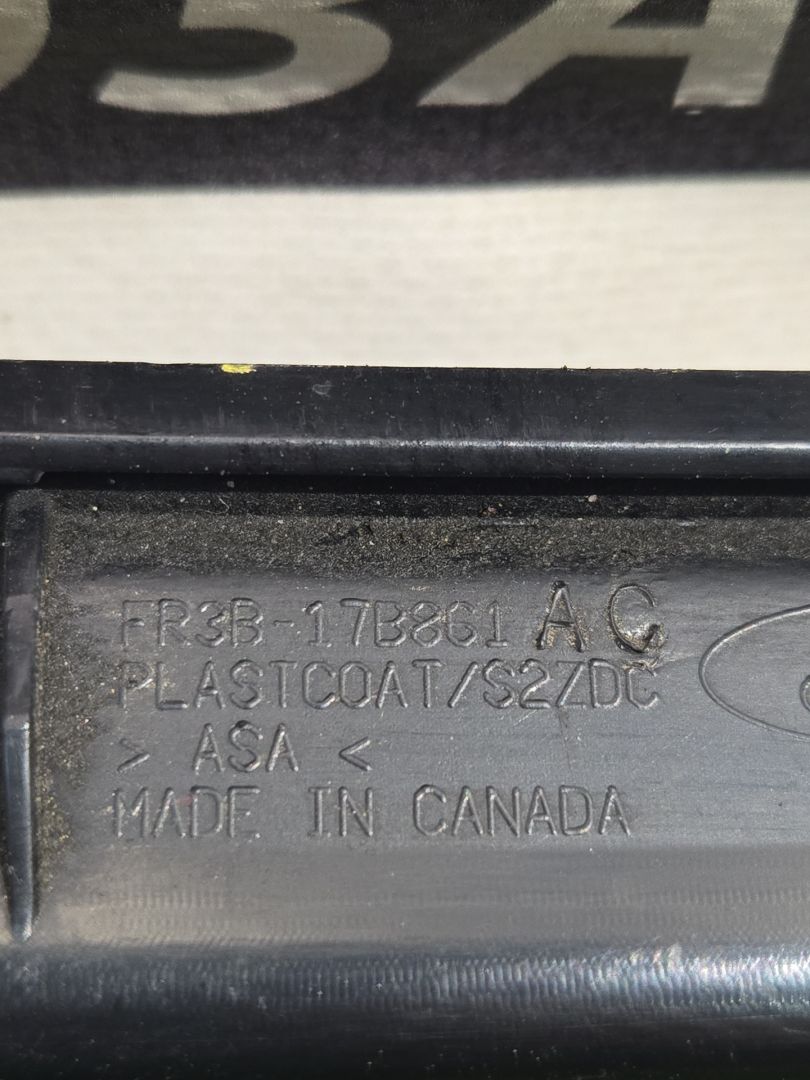 FR3B-17B861 AC
PLASTCOAT/S2ZDC
> ASA <
MADE IN CANADA